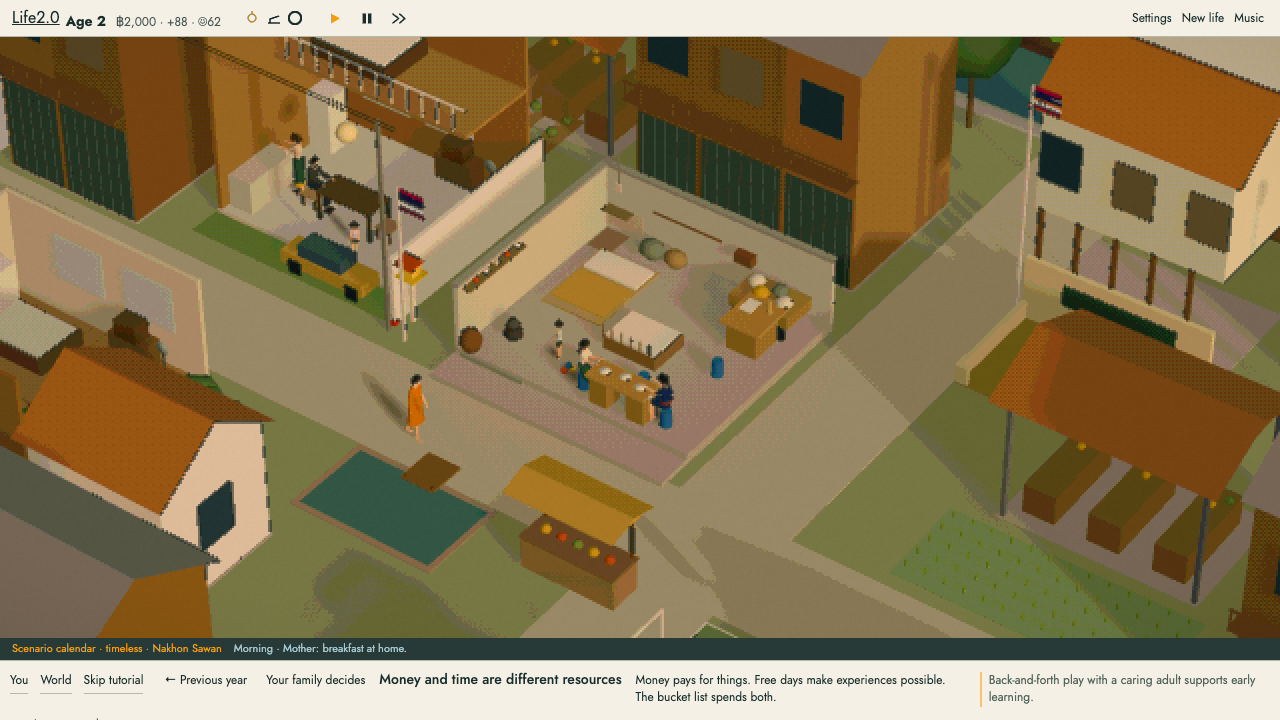 Life2.0 Age 2 ฿2,000 · +88 · ◎62
Settings New life Music
Scenario calendar · timeless · Nakhon Sawan Morning · Mother: breakfast at home.
You World Skip tutorial ← Previous year Your family decides Money and time are different resources
Money pays for things. Free days make experiences possible.
The bucket list spends both.
Back-and-forth play with a caring adult supports early
learning.